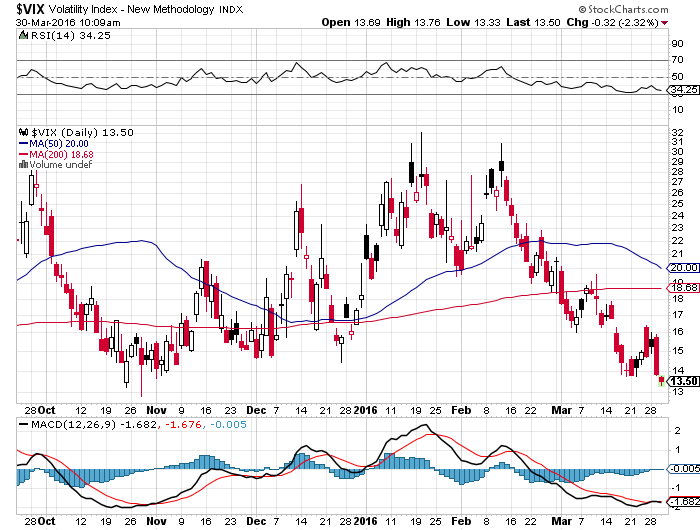 $VIX Volatility Index - New Methodology INDX
© StockCharts.com
30-Mar-2016 10:09am
Open 13.69 High 13.76 Low 13.33 Last 13.50 Chg -0.32 (-2.32%)
RSI(14) 34.25
90
70
50
30
10
34.25
$VIX (Daily) 13.50
MA(50) 20.00
MA(200) 18.68
Volume undef
32
31
30
29
28
27
26
25
24
23
22
21
20.00
19
18.68
18
17
16
15
14
13.50
13
28 Oct 12 19 26 Nov 9 16 23 Dec 7 14 21 28 2016 11 19 25 Feb 8 16 22 Mar 7 14 21 28
MACD(12,26,9) -1.682, -1.676, -0.005
2
1
-0.005
-1
-1.682
-2
28 Oct 12 19 26 Nov 9 16 23 Dec 7 14 21 28 2016 11 19 25 Feb 8 16 22 Mar 7 14 21 28